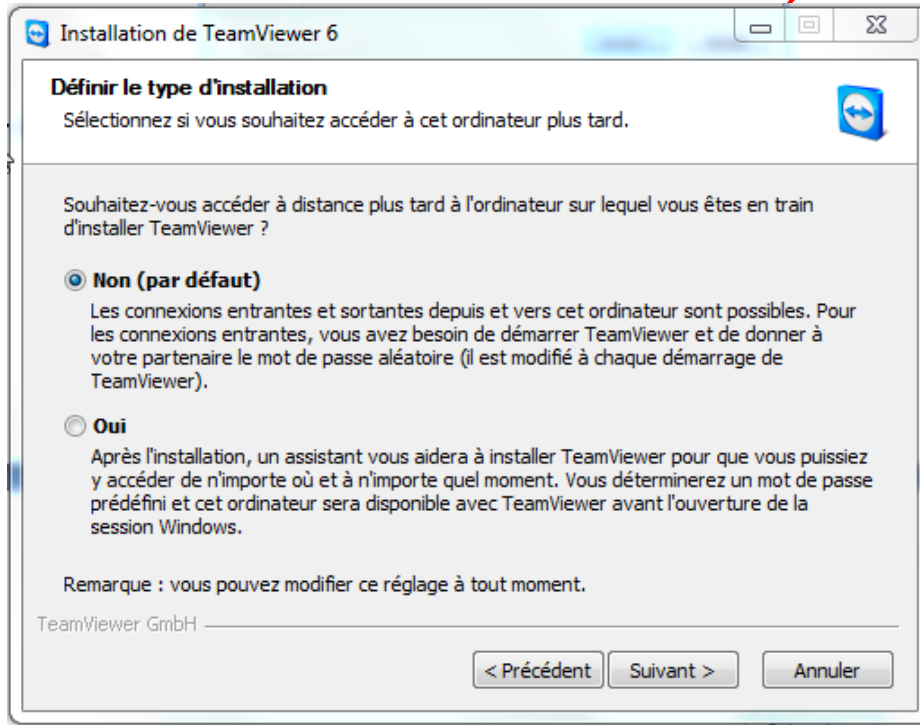 Installation de TeamViewer 6
Définir le type d'installation
Sélectionnez si vous souhaitez accéder à cet ordinateur plus tard.
Souhaitez-vous accéder à distance plus tard à l'ordinateur sur lequel vous êtes en train
d'installer TeamViewer ?
Non (par défaut)
Les connexions entrantes et sortantes depuis et vers cet ordinateur sont possibles. Pour
les connexions entrantes, vous avez besoin de démarrer TeamViewer et de donner à
votre partenaire le mot de passe aléatoire (il est modifié à chaque démarrage de
TeamViewer).
Oui
Après l'installation, un assistant vous aidera à installer TeamViewer pour que vous puissiez
y accéder de n'importe où et à n'importe quel moment. Vous déterminerez un mot de passe
prédéfini et cet ordinateur sera disponible avec TeamViewer avant l'ouverture de la
session Windows.
Remarque : vous pouvez modifier ce réglage à tout moment.
TeamViewer GmbH
< Précédent Suivant > Annuler